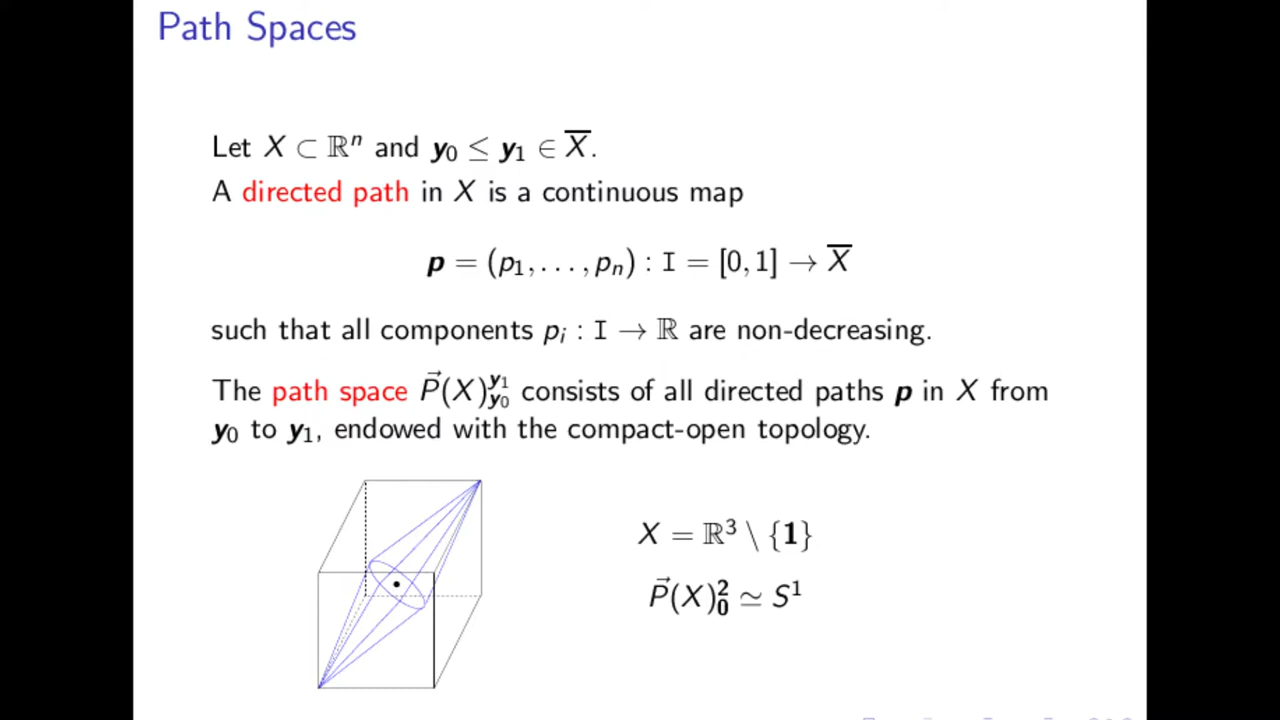 Path Spaces
Let X ⊂ ℝⁿ and y₀ ≤ y₁ ∈ X̅.
A directed path in X is a continuous map
p = (p₁, . . . , pₙ) : I = [0, 1] → X̅
such that all components pᵢ : I → ℝ are non-decreasing.
The path space P⃗(X)_{y₀}^{y₁} consists of all directed paths p in X from
y₀ to y₁, endowed with the compact-open topology.
X = ℝ³ \ {1}
P⃗(X)₀² ≃ S¹